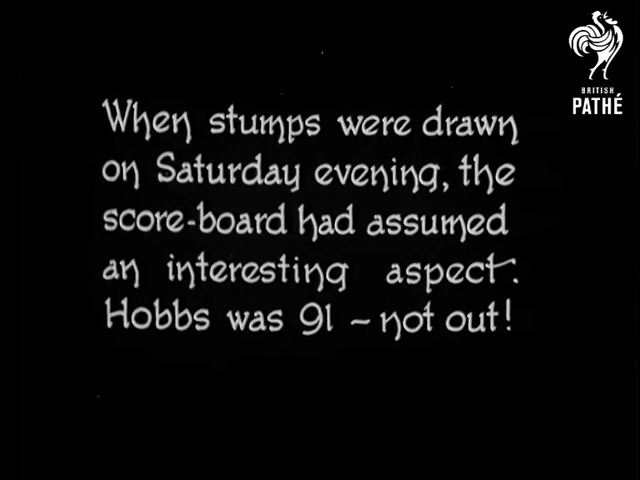 BRITISH
PATHÉ
When stumps were drawn
on Saturday evening, the
score-board had assumed
an interesting aspect.
Hobbs was 91 – not out!